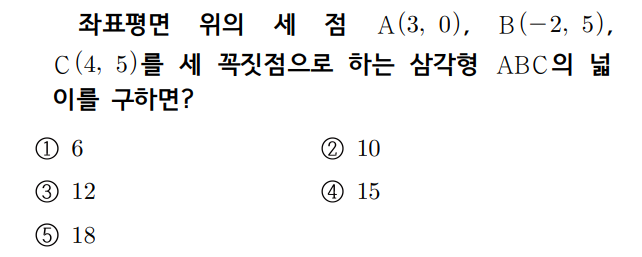 좌표평면 위의 세 점 A(3, 0), B(−2, 5),
C(4, 5)를 세 꼭짓점으로 하는 삼각형 ABC의 넓
이를 구하면?
① 6 ② 10
③ 12 ④ 15
⑤ 18